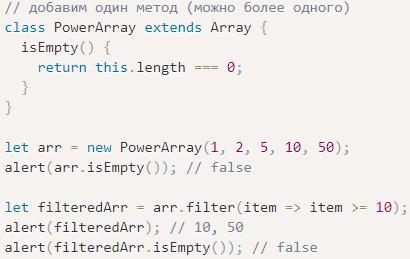 // добавим один метод (можно более одного)
class PowerArray extends Array {
  isEmpty() {
    return this.length === 0;
  }
}

let arr = new PowerArray(1, 2, 5, 10, 50);
alert(arr.isEmpty()); // false

let filteredArr = arr.filter(item => item >= 10);
alert(filteredArr); // 10, 50
alert(filteredArr.isEmpty()); // false